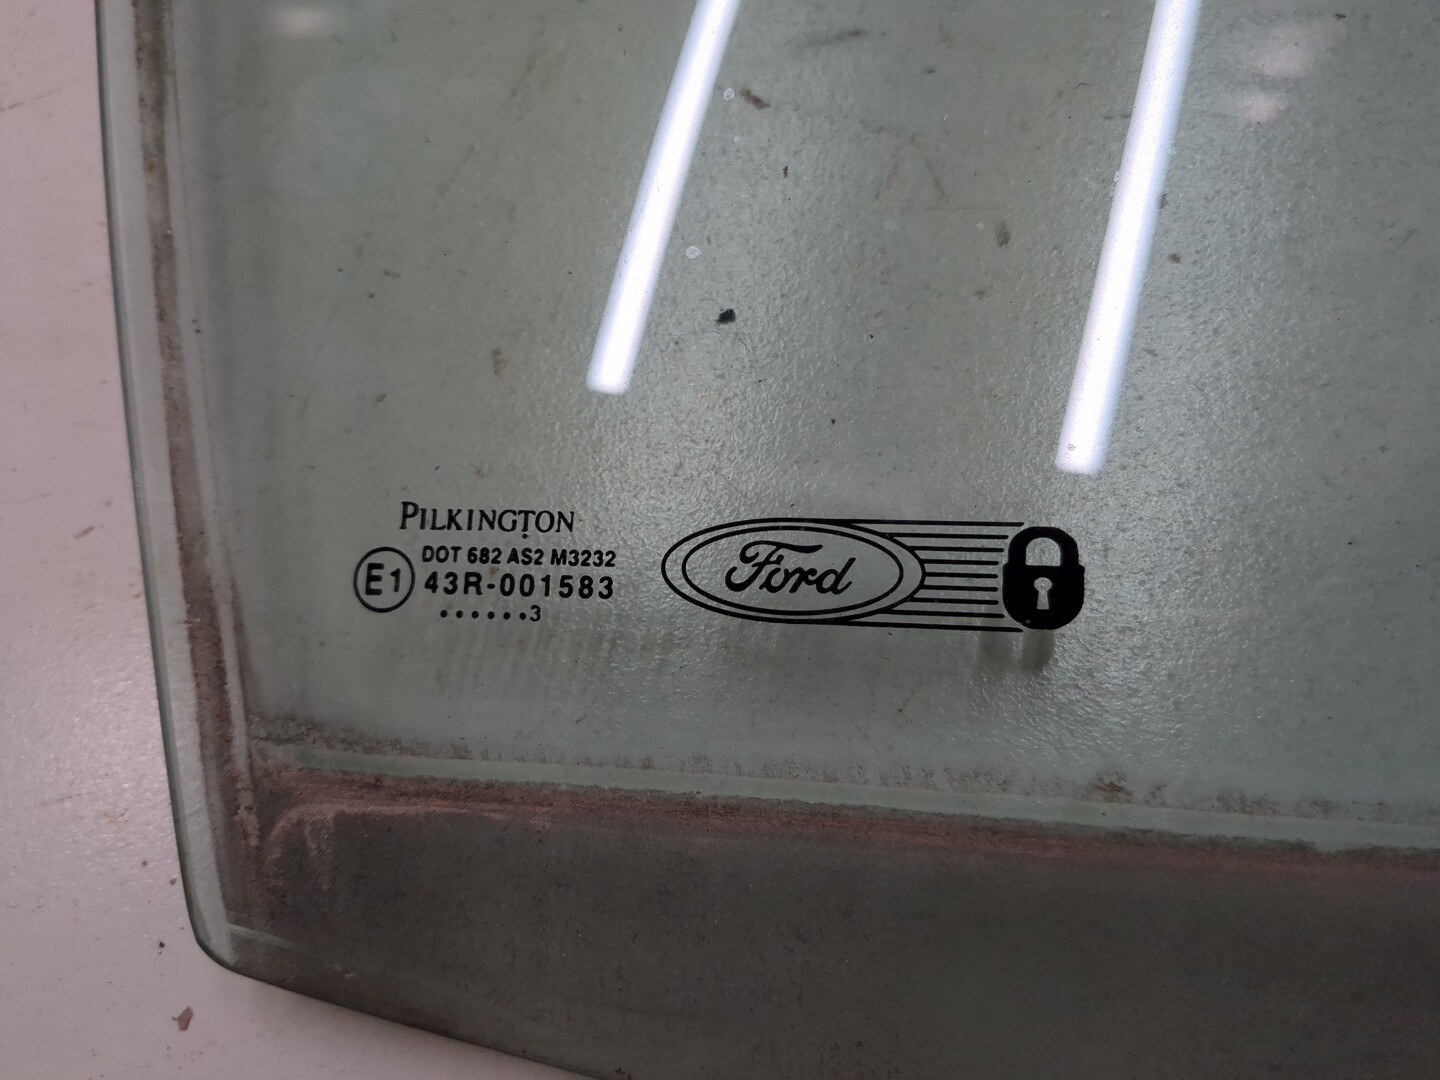 PILKINGTON
DOT 682 AS2 M3232
E1 43R-001583
......3
Ford